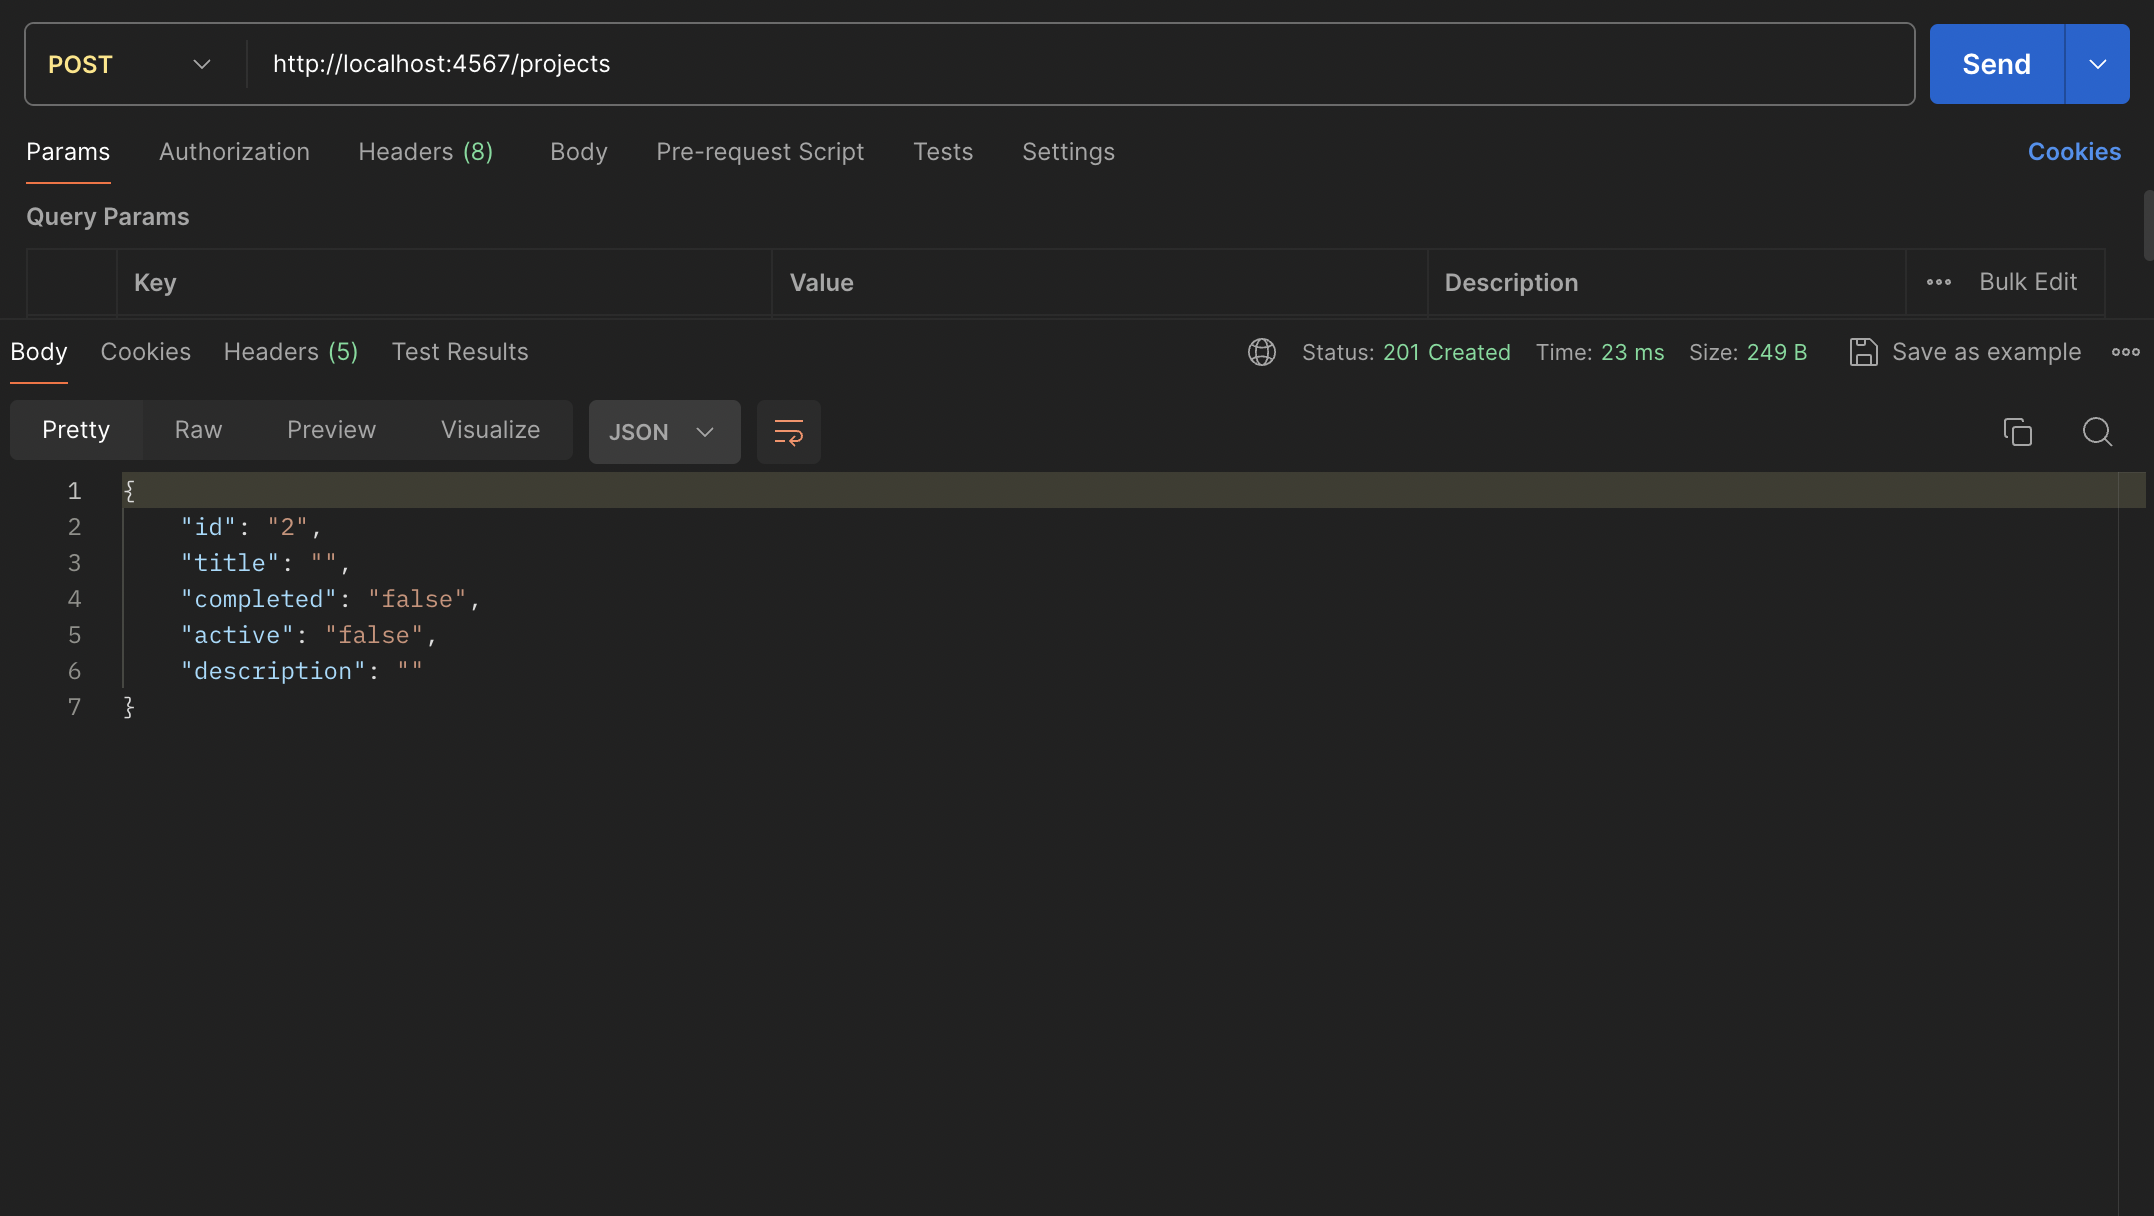 POST http://localhost:4567/projects Send
Params Authorization Headers (8) Body Pre-request Script Tests Settings Cookies
Query Params
Key Value Description Bulk Edit
Body Cookies Headers (5) Test Results Status: 201 Created Time: 23 ms Size: 249 B Save as example
Pretty Raw Preview Visualize JSON
1 {
2 "id": "2",
3 "title": "",
4 "completed": "false",
5 "active": "false",
6 "description": ""
7 }